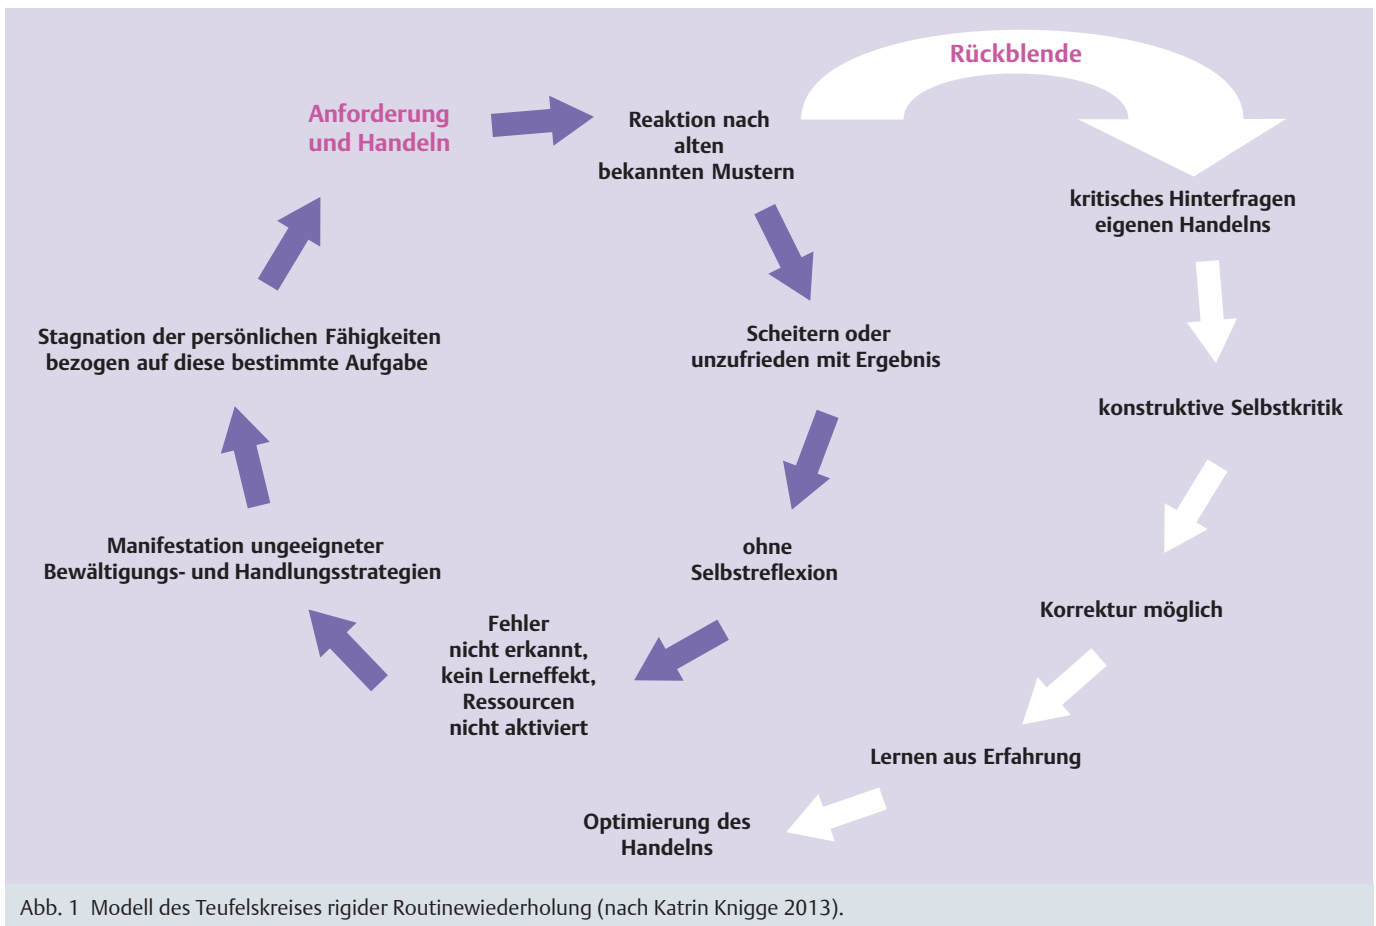 Rückblende
Anforderung
und Handeln
Reaktion nach
alten
bekannten Mustern
kritisches Hinterfragen
eigenen Handelns
Stagnation der persönlichen Fähigkeiten
bezogen auf diese bestimmte Aufgabe
Scheitern oder
unzufrieden mit Ergebnis
konstruktive Selbstkritik
Manifestation ungeeigneter
Bewältigungs- und Handlungsstrategien
ohne
Selbstreflexion
Korrektur möglich
Fehler
nicht erkannt,
kein Lerneffekt,
Ressourcen
nicht aktiviert
Lernen aus Erfahrung
Optimierung des
Handelns
Abb. 1 Modell des Teufelskreises rigider Routinewiederholung (nach Katrin Knigge 2013).